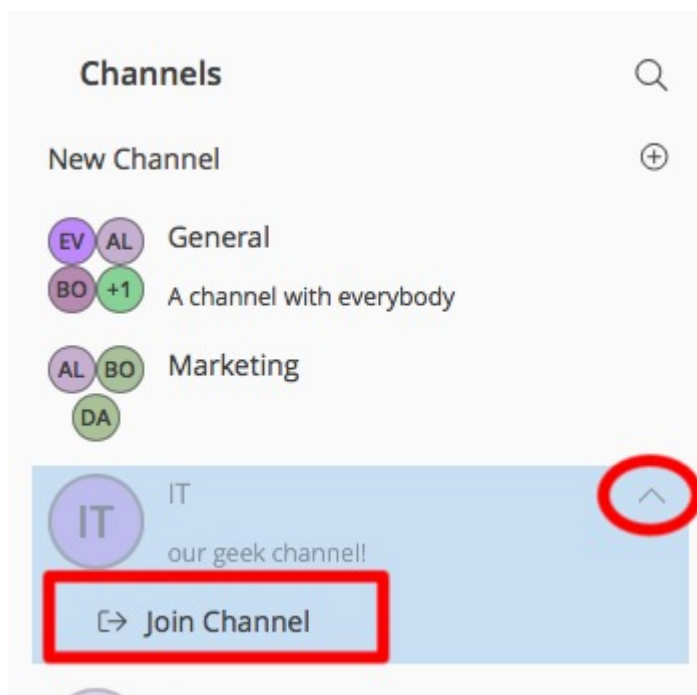 Channels
New Channel
EV AL General
BO +1 A channel with everybody
AL BO Marketing
DA
IT IT
our geek channel!
Join Channel